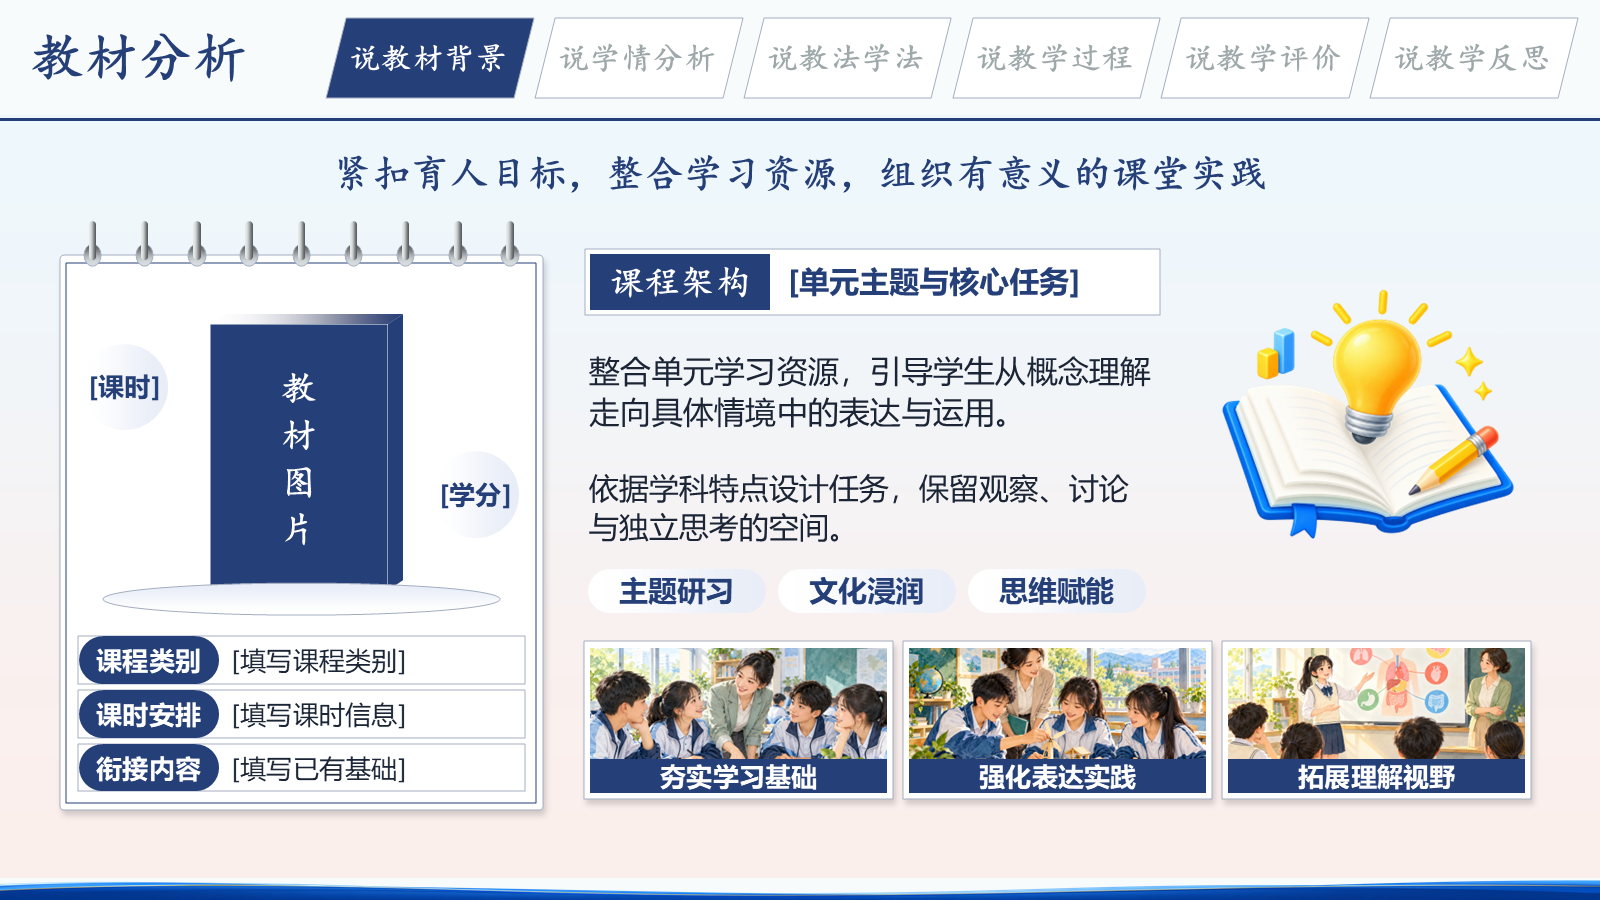 教材分析
说教材背景
说学情分析
说教法学法
说教学过程
说教学评价
说教学反思
紧扣育人目标，整合学习资源，组织有意义的课堂实践
[课时]
教材图片
[学分]
课程类别 [填写课程类别]
课时安排 [填写课时信息]
衔接内容 [填写已有基础]
课程架构 [单元主题与核心任务]
整合单元学习资源，引导学生从概念理解
走向具体情境中的表达与运用。
依据学科特点设计任务，保留观察、讨论
与独立思考的空间。
主题研习
文化浸润
思维赋能
夯实学习基础
强化表达实践
拓展理解视野